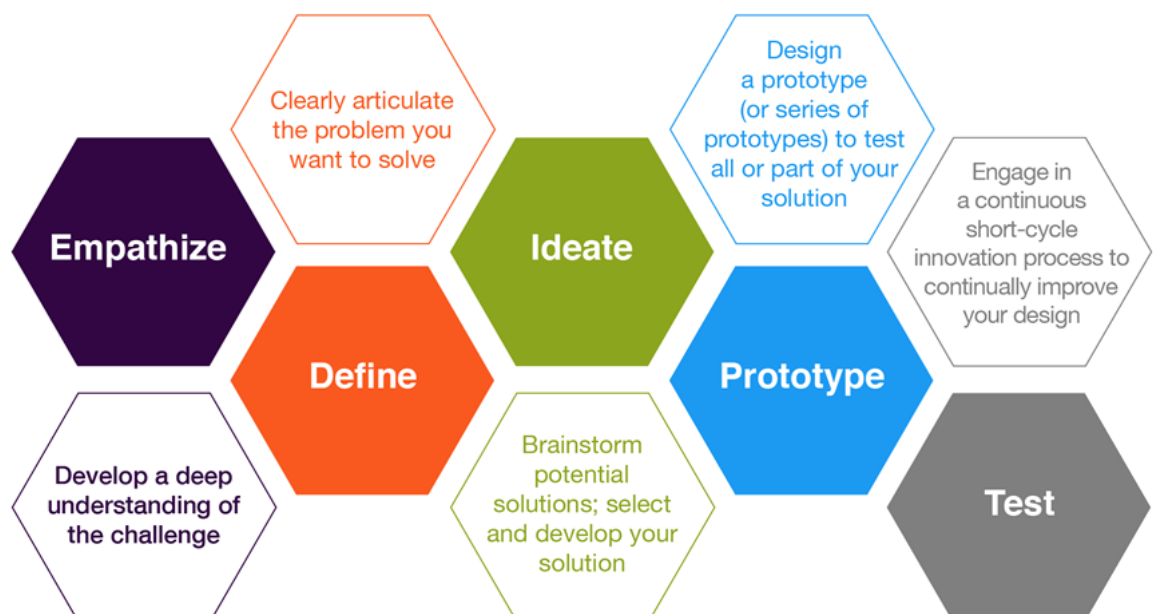 Empathize
Develop a deep
understanding of
the challenge
Define
Clearly articulate
the problem you
want to solve
Ideate
Brainstorm
potential
solutions; select
and develop your
solution
Prototype
Design
a prototype
(or series of
prototypes) to test
all or part of your
solution
Test
Engage in
a continuous
short-cycle
innovation process to
continually improve
your design